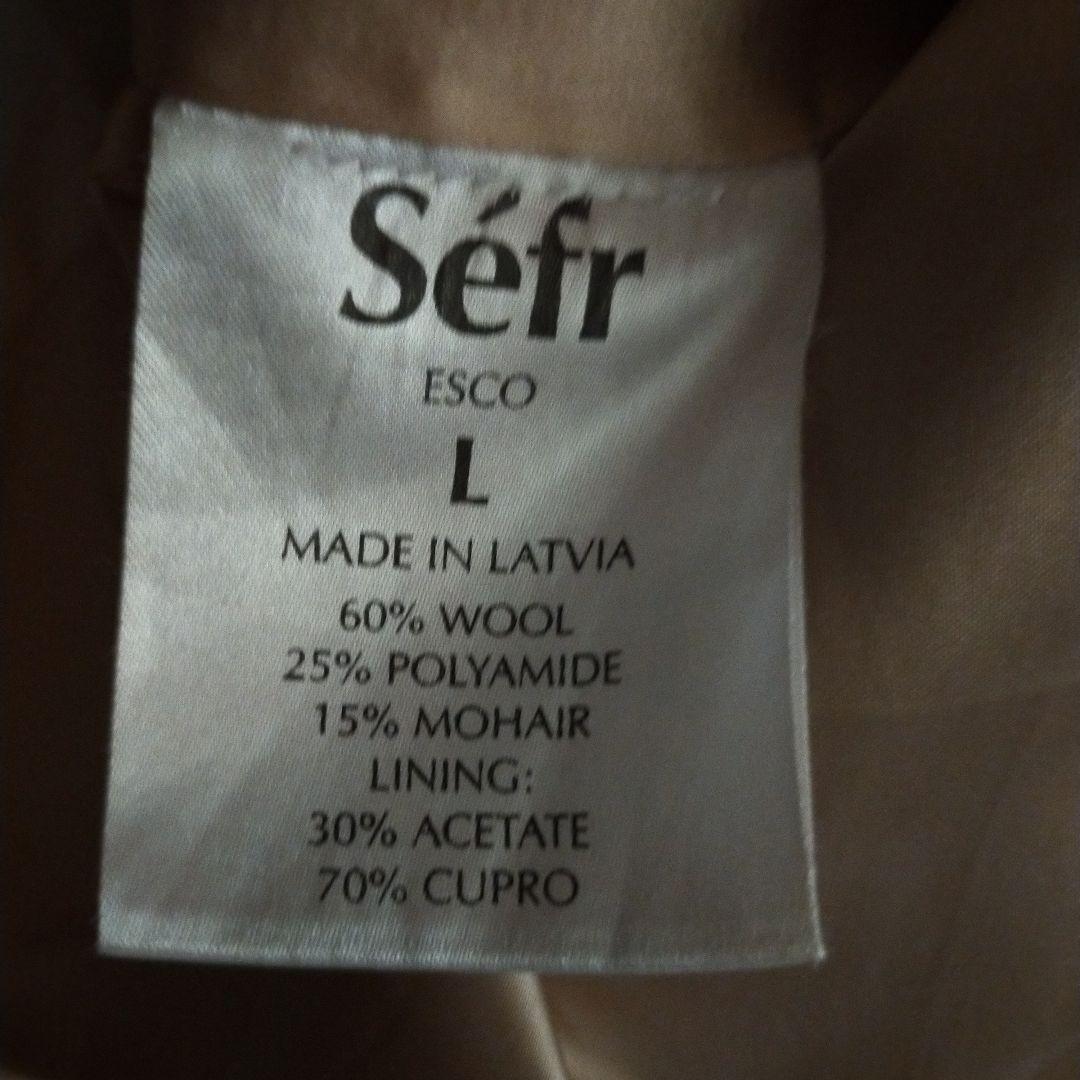 Séfr
ESCO
L
MADE IN LATVIA
60% WOOL
25% POLYAMIDE
15% MOHAIR
LINING:
30% ACETATE
70% CUPRO